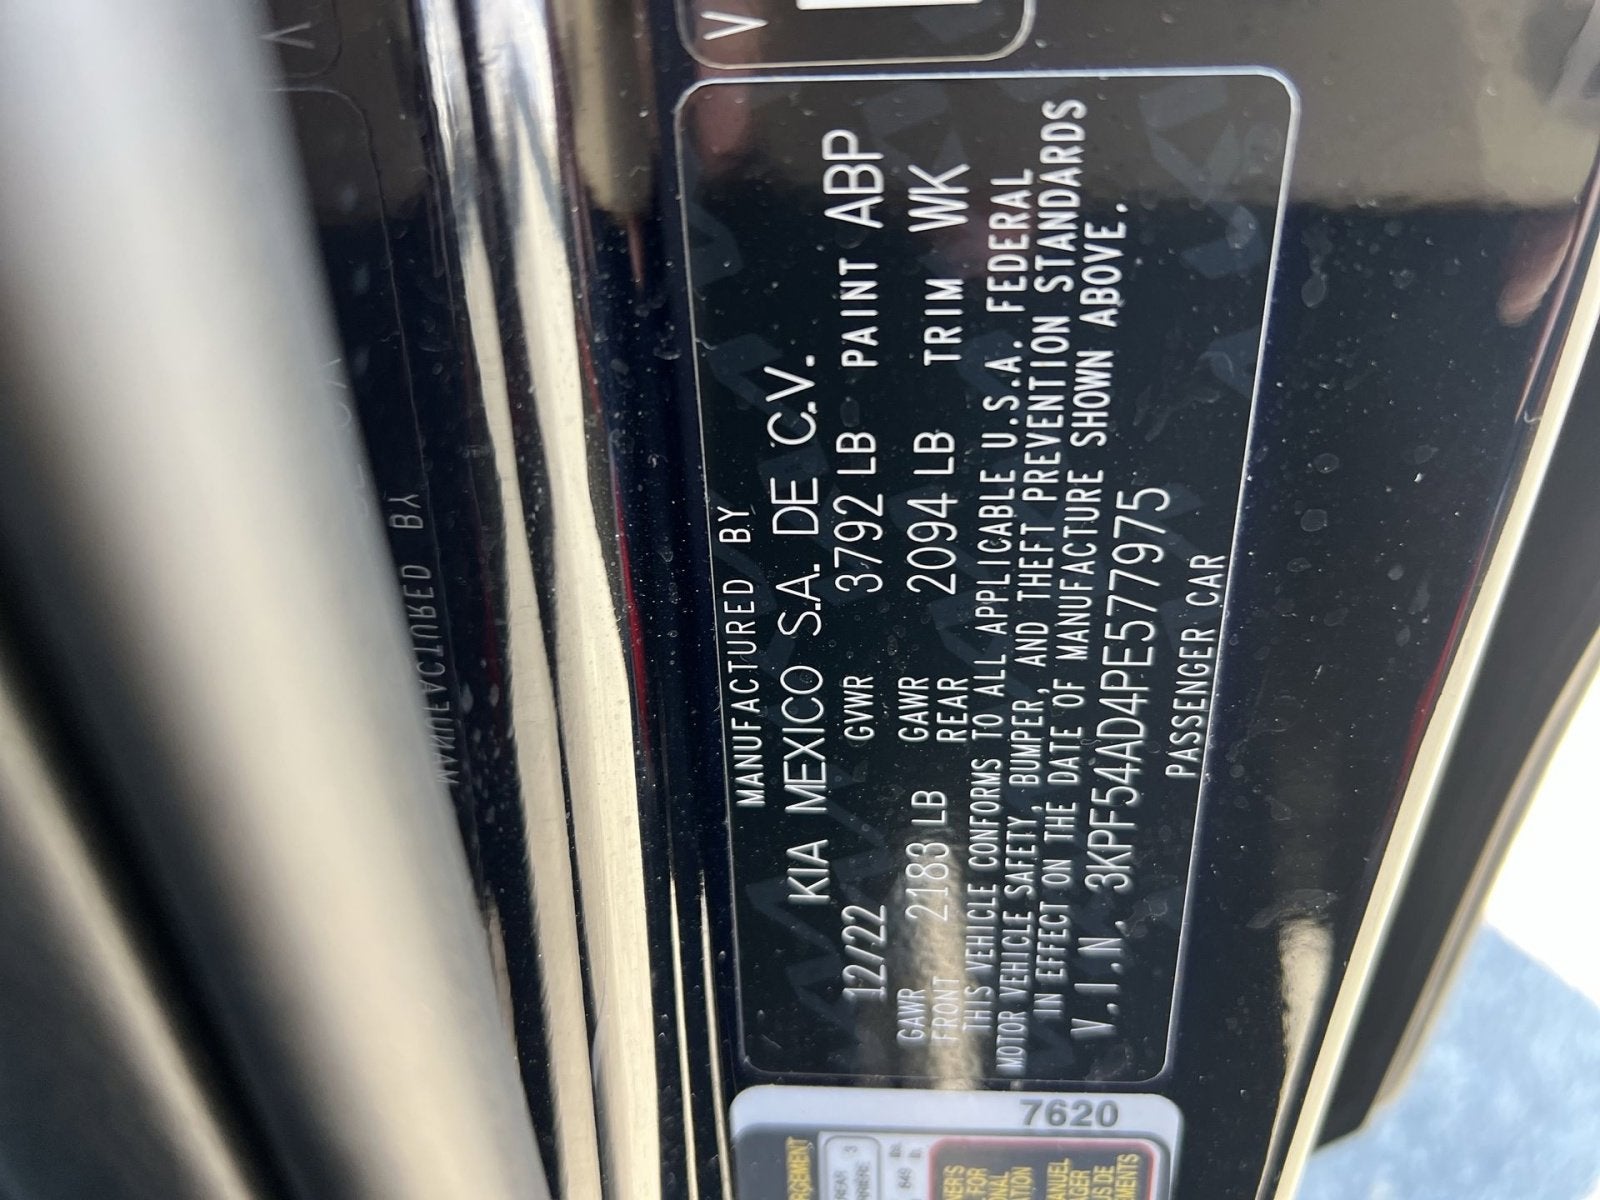 V
MANUFACTURED BY
KIA MEXICO S.A. DE C.V.
12/22 GVWR 3792 LB PAINT ABP
GAWR FRONT 2183 LB GAWR REAR 2094 LB TRIM WK
THIS VEHICLE CONFORMS TO ALL APPLICABLE U.S.A. FEDERAL
MOTOR VEHICLE SAFETY, BUMPER, AND THEFT PREVENTION STANDARDS
IN EFFECT ON THE DATE OF MANUFACTURE SHOWN ABOVE.
V.I.N. 3KPF54AD4PE577975
PASSENGER CAR
7620
MANUFACTURED BY